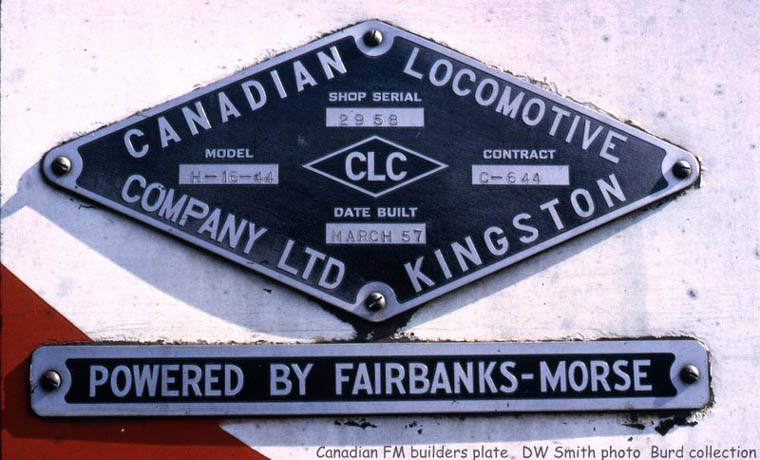 CANADIAN LOCOMOTIVE
COMPANY LTD KINGSTON
SHOP SERIAL
2958
MODEL
H-16-44
CLC
CONTRACT
C-644
DATE BUILT
MARCH 57
POWERED BY FAIRBANKS-MORSE
Canadian FM builders plate DW Smith photo Burd collection